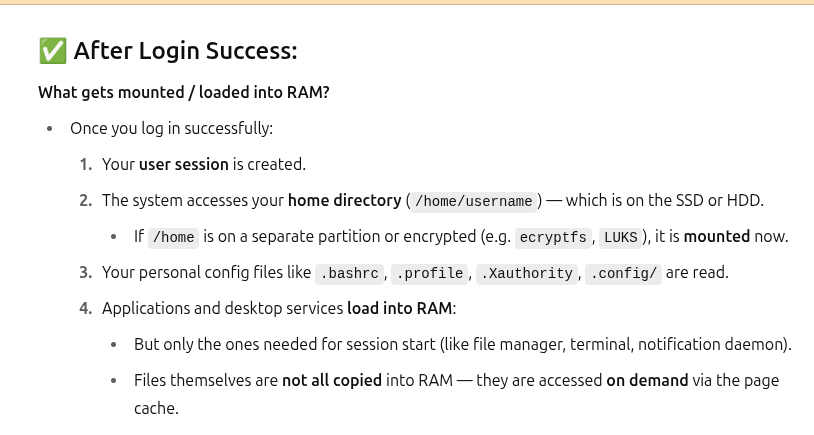 ✅ After Login Success:
What gets mounted / loaded into RAM?
• Once you log in successfully:
1. Your user session is created.
2. The system accesses your home directory ( /home/username ) — which is on the SSD or HDD.
• If /home is on a separate partition or encrypted (e.g. ecryptfs , LUKS ), it is mounted now.
3. Your personal config files like .bashrc , .profile , .Xauthority , .config/ are read.
4. Applications and desktop services load into RAM:
• But only the ones needed for session start (like file manager, terminal, notification daemon).
• Files themselves are not all copied into RAM — they are accessed on demand via the page
cache.